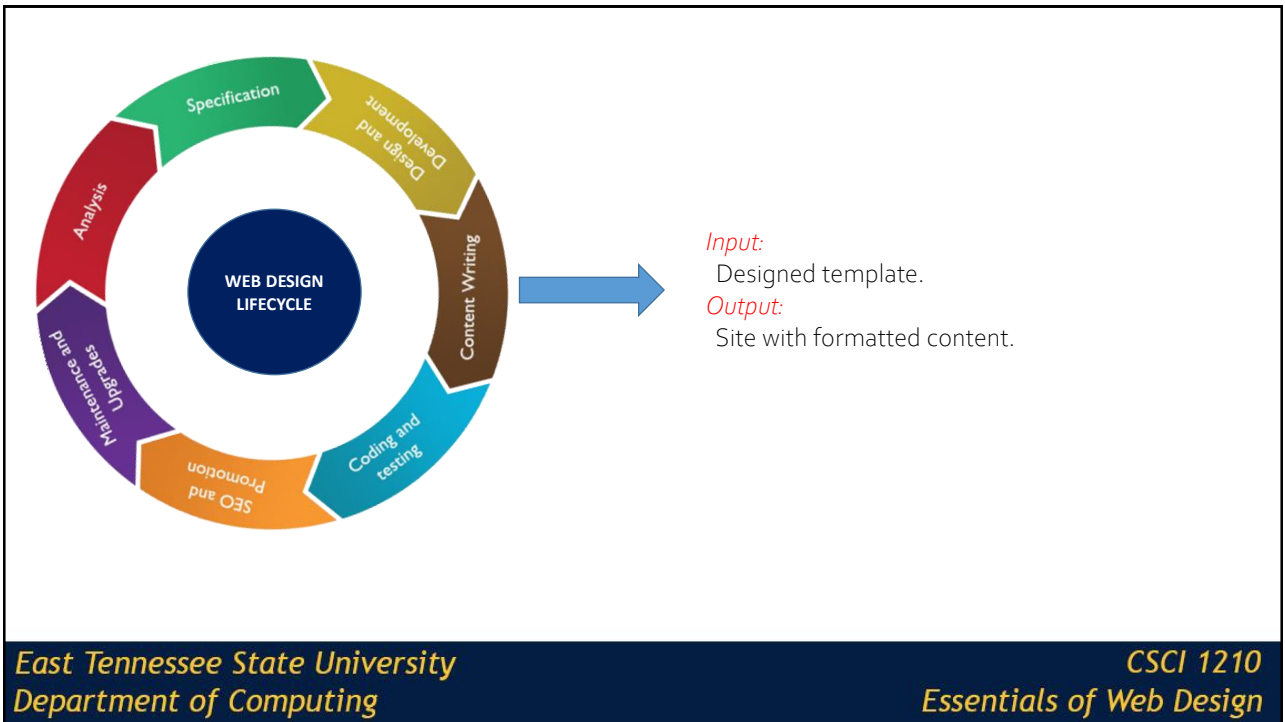 Specification
Design and
Development
Analysis
WEB DESIGN
LIFECYCLE
Content Writing
Maintenance and
Upgrades
Coding and
testing
SEO and
Promotion
Input:
Designed template.
Output:
Site with formatted content.
East Tennessee State University
Department of Computing
CSCI 1210
Essentials of Web Design